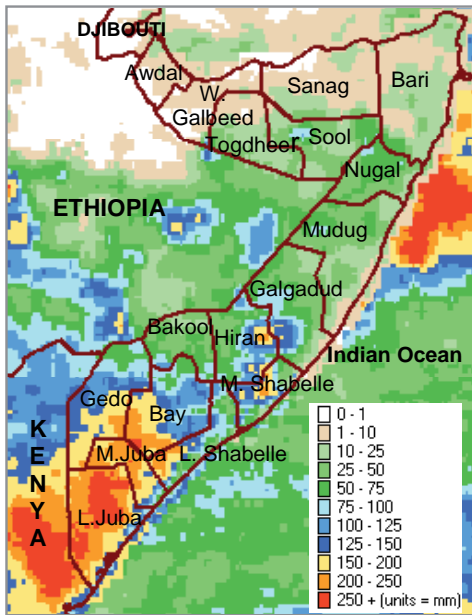 DJIBOUTI
Awdal
W.
Galbeed
Sanag
Bari
Togdheer
Sool
Nugal
ETHIOPIA
Mudug
Galgadud
Bakool
Hiran
Indian Ocean
M. Shabelle
Gedo
Bay
M.Juba
L. Shabelle
L.Juba
K
E
N
Y
A
0 - 1
1 - 10
10 - 25
25 - 50
50 - 75
75 - 100
100 - 125
125 - 150
150 - 200
200 - 250
250 + (units = mm)